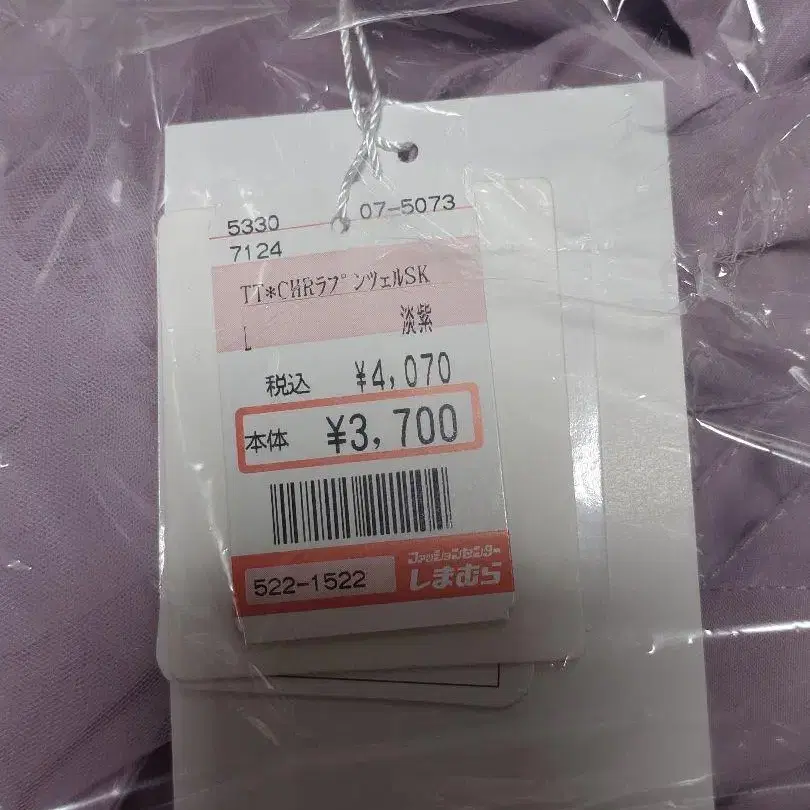 5330 07-5073
7124
TT*CHRラプンツェルSK
L 淡紫
税込 ¥4,070
本体 ¥3,700
522-1522
ファッションセンター
しまむら